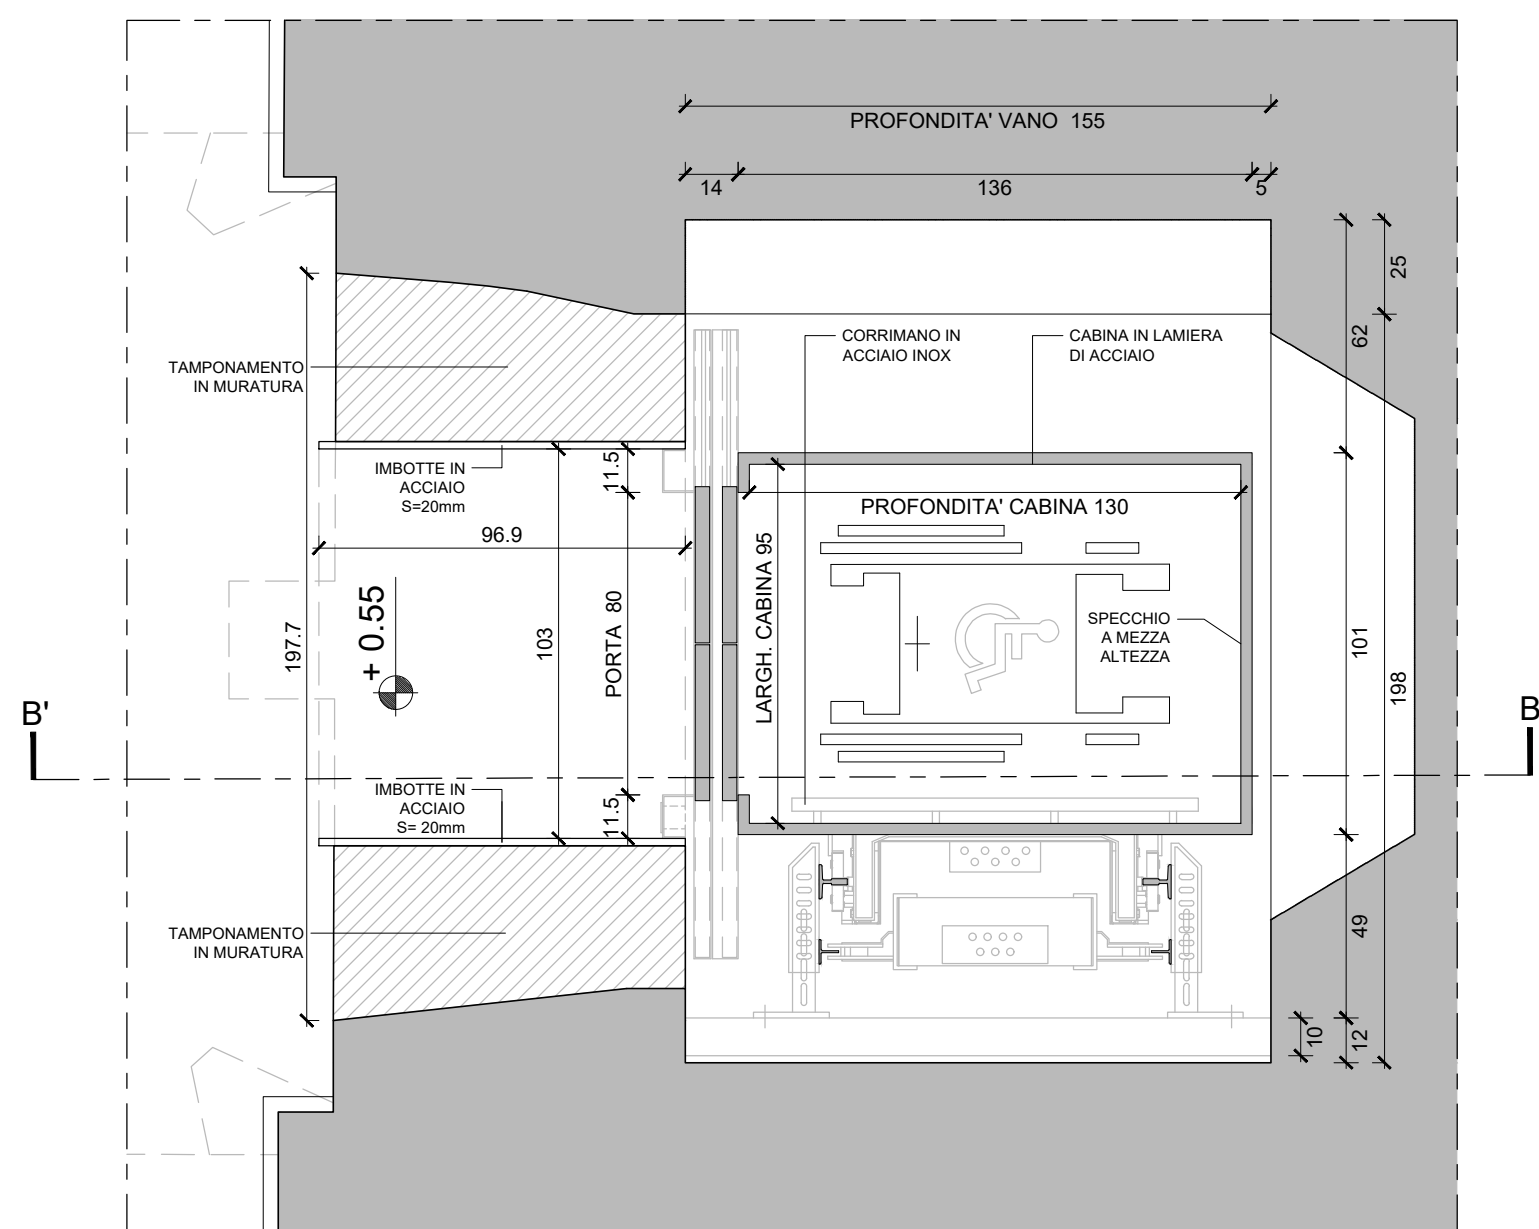 PROFONDITA' VANO 155
14
136
5
25
62
CORRIMANO IN
ACCIAIO INOX
CABINA IN LAMIERA
DI ACCIAIO
TAMPONAMENTO
IN MURATURA
IMBOTTE IN
ACCIAIO
S=20mm
11.5
PROFONDITA' CABINA 130
96.9
LARGH. CABINA 95
+ 0.55
PORTA 80
103
197.7
SPECCHIO
A MEZZA
ALTEZZA
101
198
B'
B
IMBOTTE IN
ACCIAIO
S= 20mm
11.5
TAMPONAMENTO
IN MURATURA
49
10
12